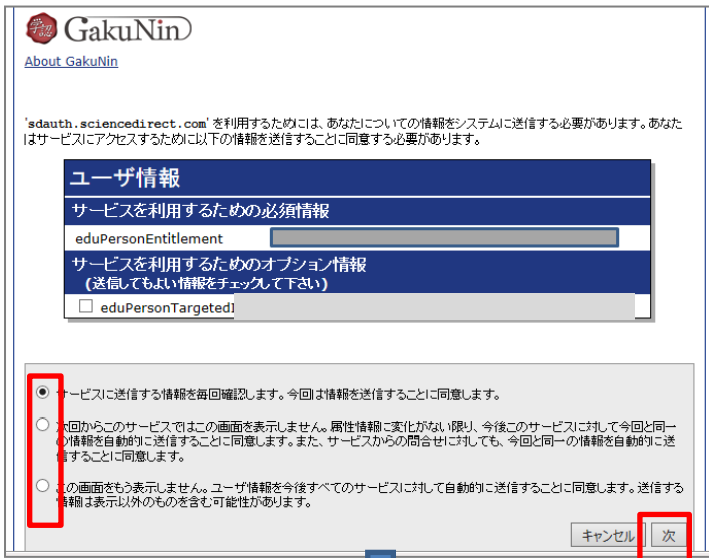 学認
GakuNin
About GakuNin
'sdauth.sciencedirect.com' を利用するためには、あなたについての情報をシステムに送信する必要があります。あなた
はサービスにアクセスするために以下の情報を送信することに同意する必要があります。
ユーザ情報
サービスを利用するための必須情報
eduPersonEntitlement
サービスを利用するためのオプション情報
(送信してもよい情報をチェックして下さい)
eduPersonTargetedI
サービスに送信する情報を毎回確認します。今回は情報を送信することに同意します。
次回からこのサービスではこの画面を表示しません。属性情報に変化がない限り、今後このサービスに対して今回と同一
の情報を自動的に送信することに同意します。また、サービスからの問合せに対しても、今回と同一の情報を自動的に送
信することに同意します。
この画面をもう表示しません。ユーザ情報を今後すべてのサービスに対して自動的に送信することに同意します。送信する
情報は表示以外のものを含む可能性があります。
キャンセル 次